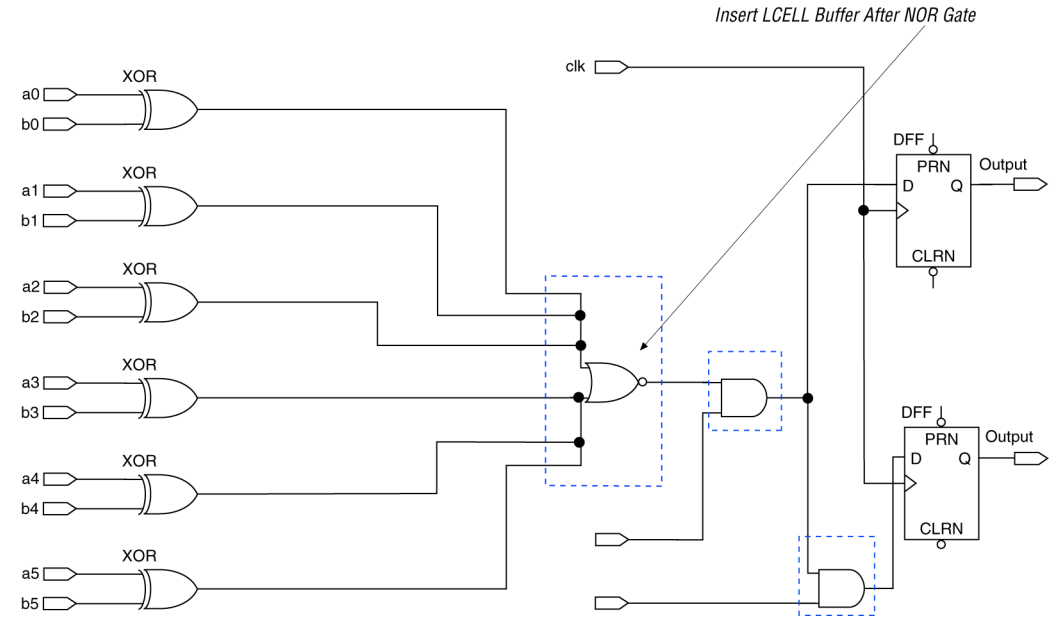 Insert LCELL Buffer After NOR Gate
clk
XOR
a0
b0
XOR
a1
b1
XOR
a2
b2
XOR
a3
b3
XOR
a4
b4
XOR
a5
b5
DFF
PRN
Output
D Q
CLRN
DFF
PRN
Output
D Q
CLRN